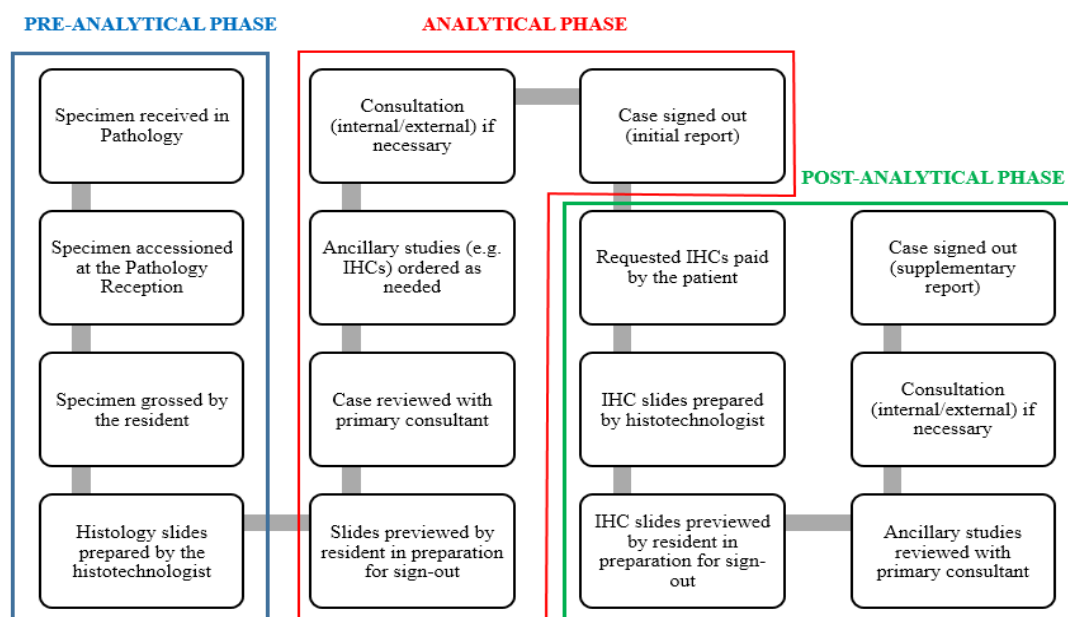 PRE-ANALYTICAL PHASE
Specimen received in
Pathology
Specimen accessioned
at the Pathology
Reception
Specimen grossed by
the resident
Histology slides
prepared by the
histotechnologist
ANALYTICAL PHASE
Slides previewed by
resident in preparation
for sign-out
Case reviewed with
primary consultant
Ancillary studies (e.g.
IHCs) ordered as
needed
Consultation
(internal/external) if
necessary
Case signed out
(initial report)
POST-ANALYTICAL PHASE
Requested IHCs paid
by the patient
IHC slides prepared
by histotechnologist
IHC slides previewed
by resident in
preparation for sign-
out
Ancillary studies
reviewed with
primary consultant
Consultation
(internal/external) if
necessary
Case signed out
(supplementary
report)